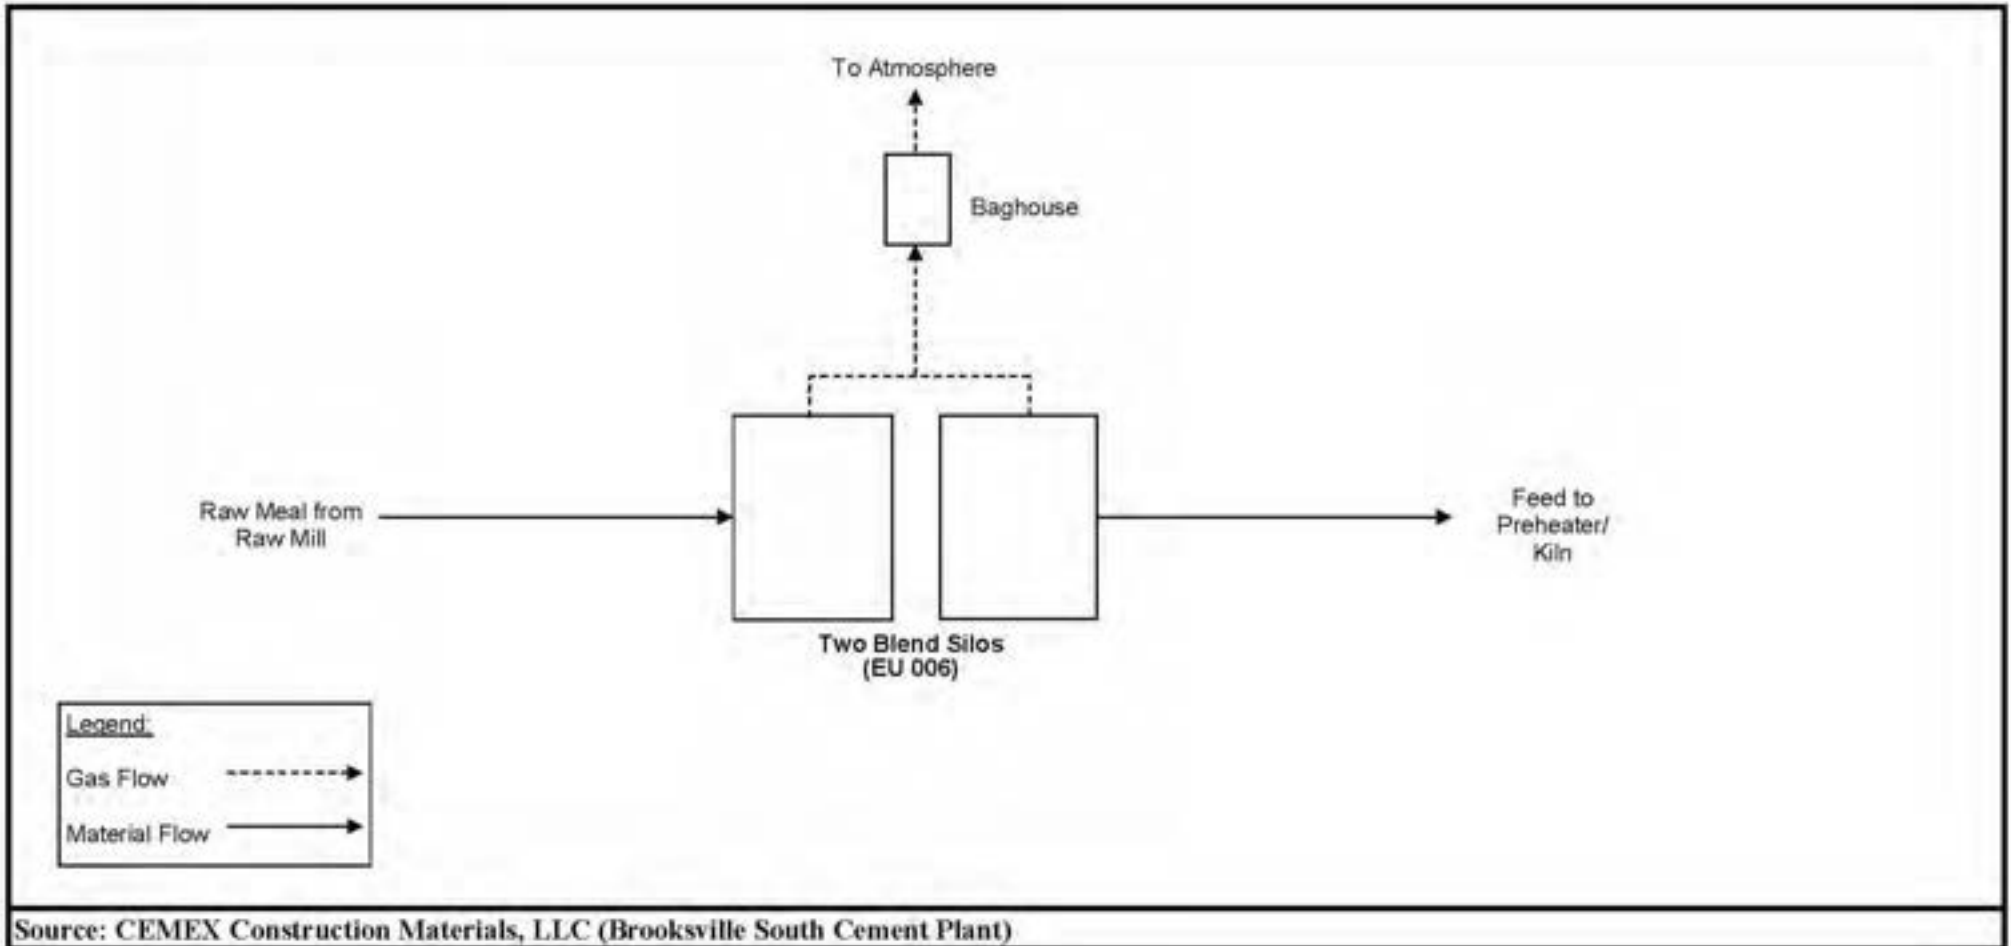 To Atmosphere
Baghouse
Raw Meal from
Raw Mill
Feed to
Preheater/
Kiln
Two Blend Silos
(EU 006)
Legend:
Gas Flow
Material Flow
Source: CEMEX Construction Materials, LLC (Brooksville South Cement Plant)